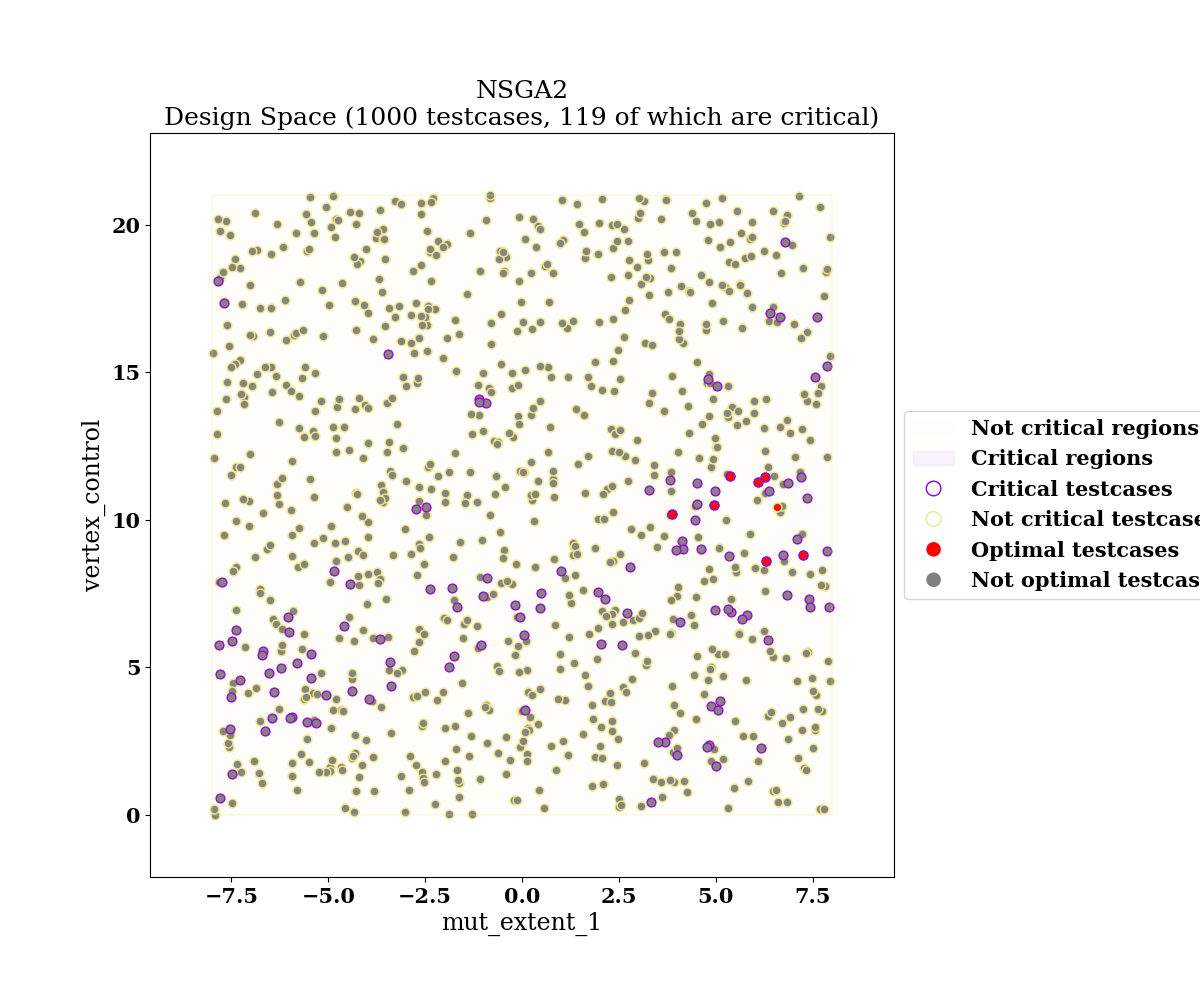 NSGA2
Design Space (1000 testcases, 119 of which are critical)
vertex_control
20
15
10
5
0
−7.5
−5.0
−2.5
0.0
2.5
5.0
7.5
mut_extent_1
Not critical regions
Critical regions
Critical testcases
Not critical testcase
Optimal testcases
Not optimal testcas